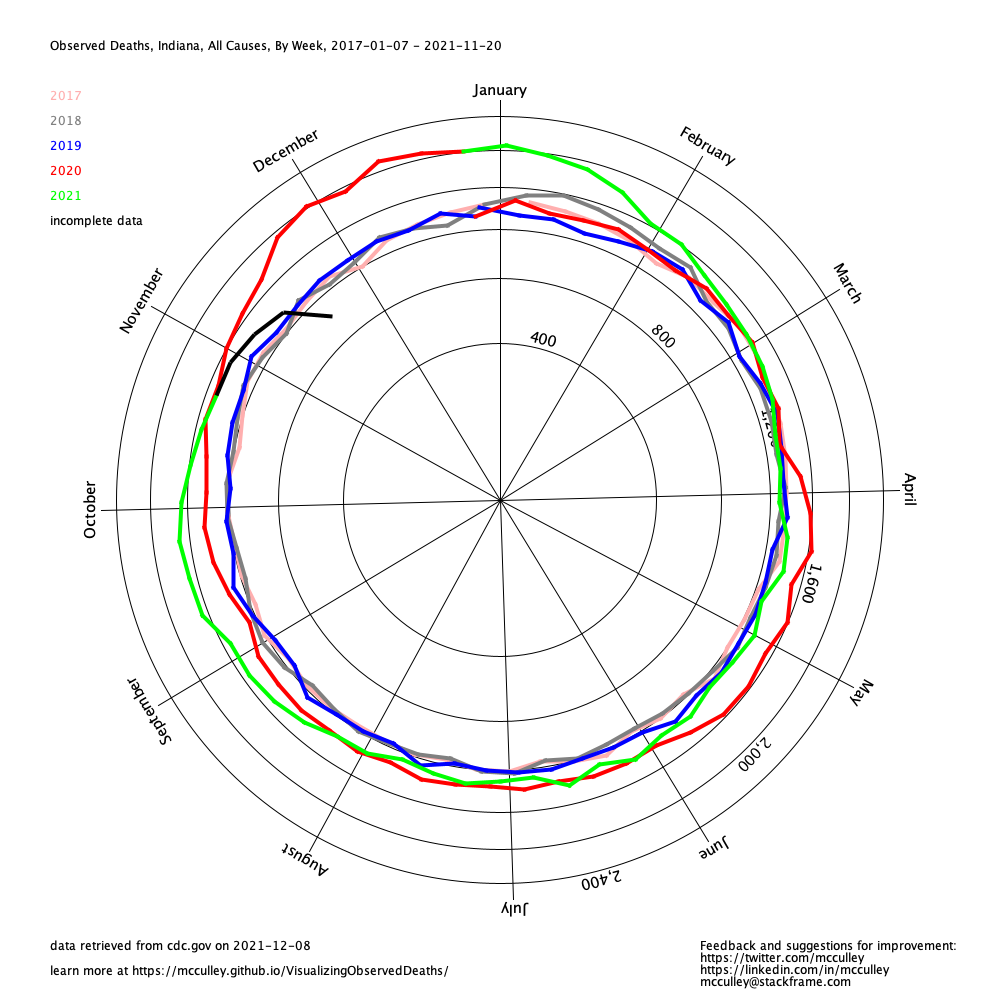 Observed Deaths, Indiana, All Causes, By Week, 2017-01-07 - 2021-11-20
2017
2018
2019
2020
2021
incomplete data
January
February
March
April
May
June
July
August
September
October
November
December
400
800
1,200
1,600
2,000
2,400
data retrieved from cdc.gov on 2021-12-08
learn more at https://mcculley.github.io/VisualizingObservedDeaths/
Feedback and suggestions for improvement:
https://twitter.com/mcculley
https://linkedin.com/in/mcculley
mcculley@stackframe.com